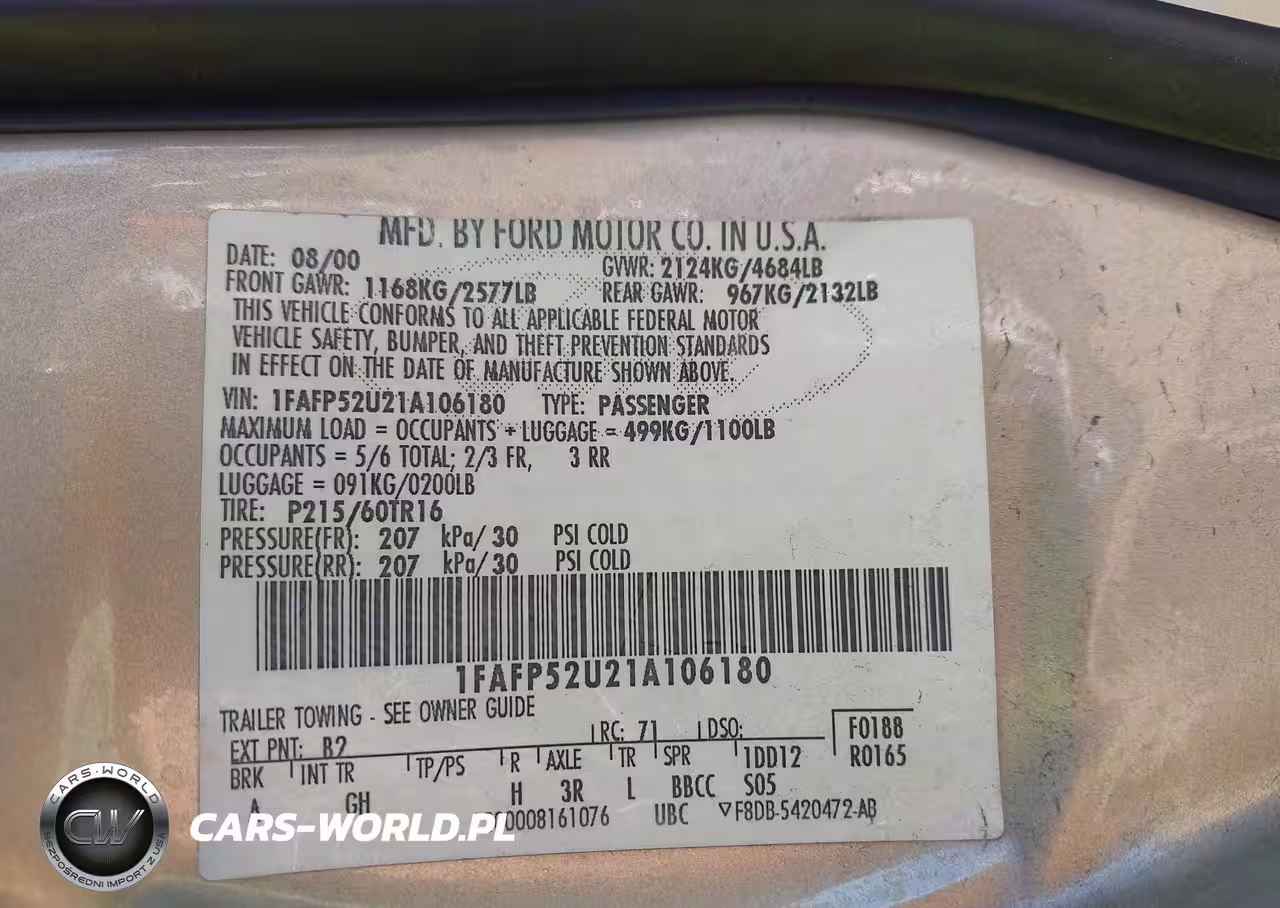 MFD. BY FORD MOTOR CO. IN U.S.A.
DATE: 08/00 GVWR: 2124KG/4684LB
FRONT GAWR: 1168KG/2577LB REAR GAWR: 967KG/2132LB
THIS VEHICLE CONFORMS TO ALL APPLICABLE FEDERAL MOTOR
VEHICLE SAFETY, BUMPER, AND THEFT PREVENTION STANDARDS
IN EFFECT ON THE DATE OF MANUFACTURE SHOWN ABOVE.
VIN: 1FAFP52U21A106180 TYPE: PASSENGER
MAXIMUM LOAD = OCCUPANTS + LUGGAGE = 499KG/1100LB
OCCUPANTS = 5/6 TOTAL; 2/3 FR, 3 RR
LUGGAGE = 091KG/0200LB
TIRE: P215/60TR16
PRESSURE(FR): 207 kPa/ 30 PSI COLD
PRESSURE(RR): 207 kPa/ 30 PSI COLD
1FAFP52U21A106180
TRAILER TOWING - SEE OWNER GUIDE
EXT PNT: B2 RC: 71 DSO: F0188
BRK INT TR TP/PS R AXLE TR SPR 1DD12 R0165
A GH H 3R L BBCC S05
0008161076 UBC ▽F8DB-5420472-AB
CARS-WORLD
CW
BEZPOŚREDNI IMPORT Z USA
CARS-WORLD.PL